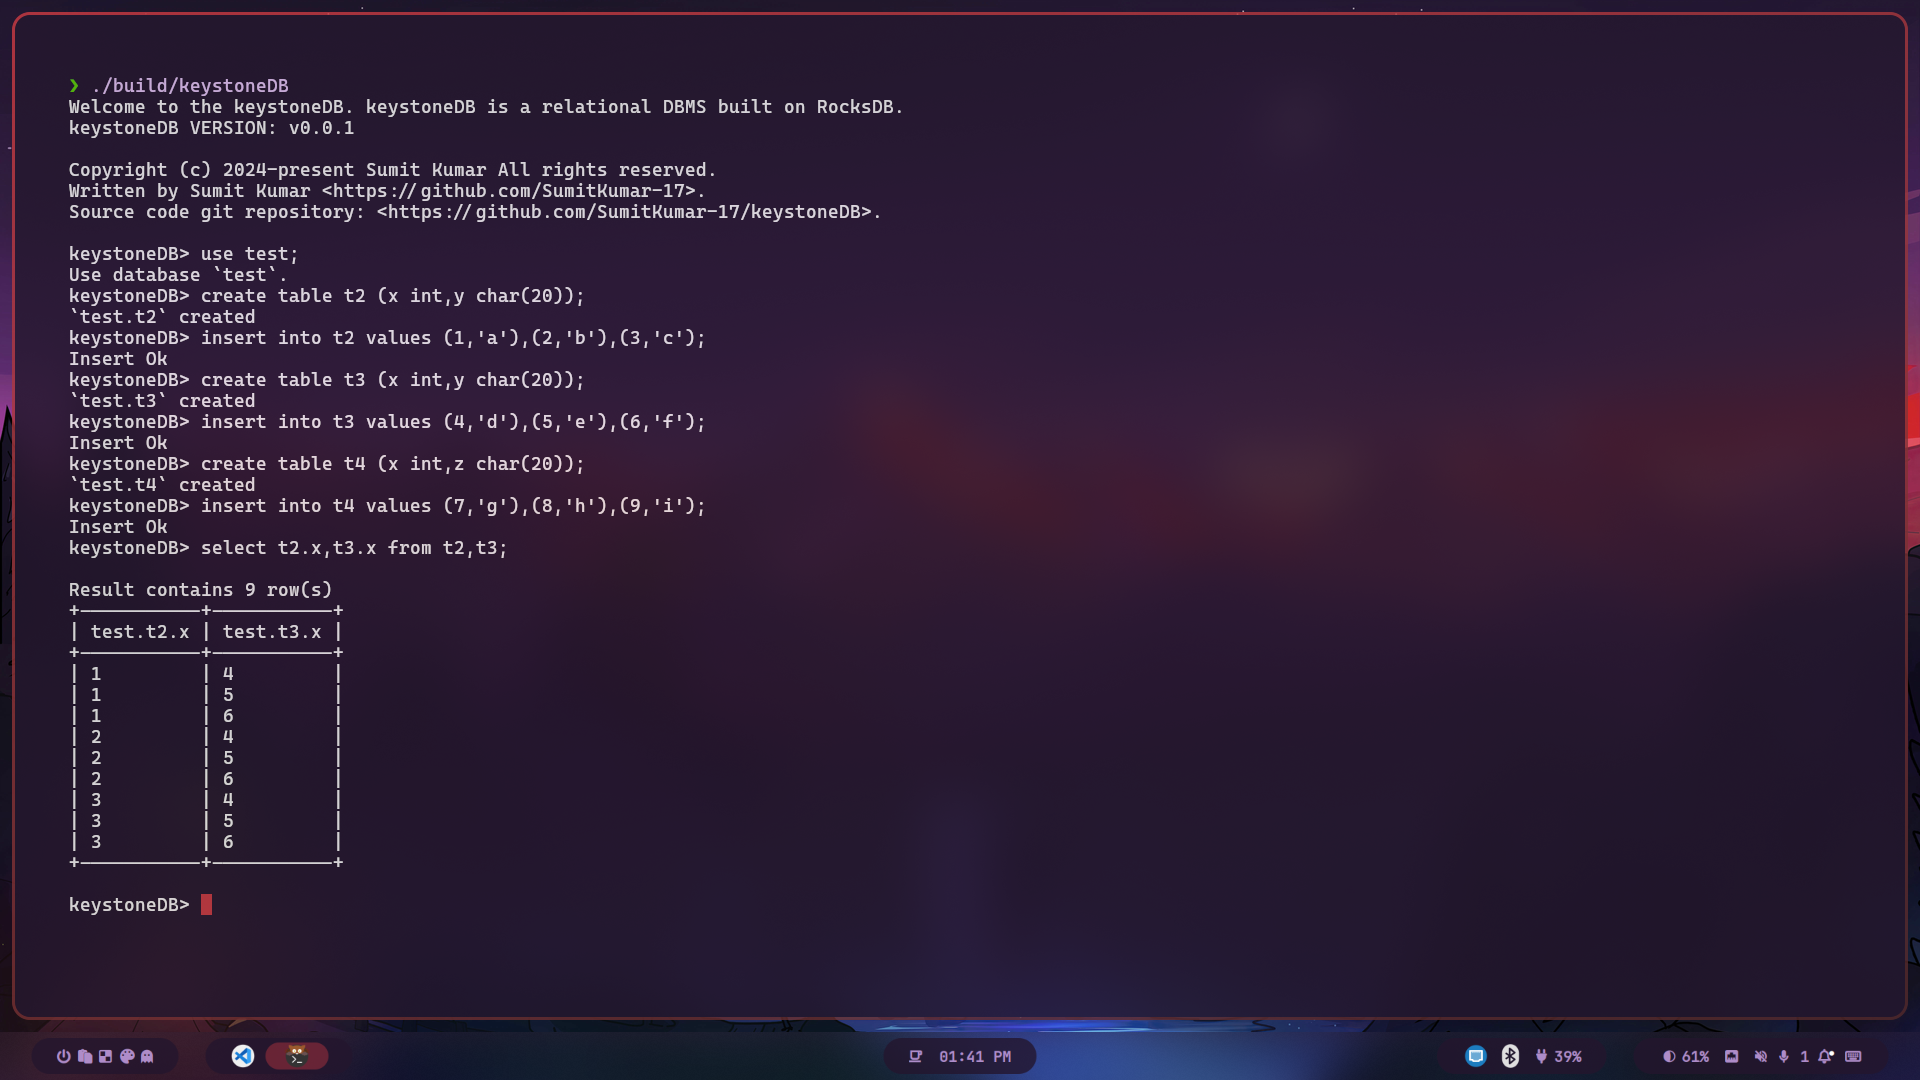 ❯ ./build/keystoneDB
Welcome to the keystoneDB. keystoneDB is a relational DBMS built on RocksDB.
keystoneDB VERSION: v0.0.1
Copyright (c) 2024-present Sumit Kumar All rights reserved.
Written by Sumit Kumar <https://github.com/SumitKumar-17>.
Source code git repository: <https://github.com/SumitKumar-17/keystoneDB>.
keystoneDB> use test;
Use database `test`.
keystoneDB> create table t2 (x int,y char(20));
`test.t2` created
keystoneDB> insert into t2 values (1,'a'),(2,'b'),(3,'c');
Insert Ok
keystoneDB> create table t3 (x int,y char(20));
`test.t3` created
keystoneDB> insert into t3 values (4,'d'),(5,'e'),(6,'f');
Insert Ok
keystoneDB> create table t4 (x int,z char(20));
`test.t4` created
keystoneDB> insert into t4 values (7,'g'),(8,'h'),(9,'i');
Insert Ok
keystoneDB> select t2.x,t3.x from t2,t3;
Result contains 9 row(s)
+-----------+-----------+
| test.t2.x | test.t3.x |
+-----------+-----------+
| 1         | 4         |
| 1         | 5         |
| 1         | 6         |
| 2         | 4         |
| 2         | 5         |
| 2         | 6         |
| 3         | 4         |
| 3         | 5         |
| 3         | 6         |
+-----------+-----------+
keystoneDB>
01:41 PM
39%
61%
1